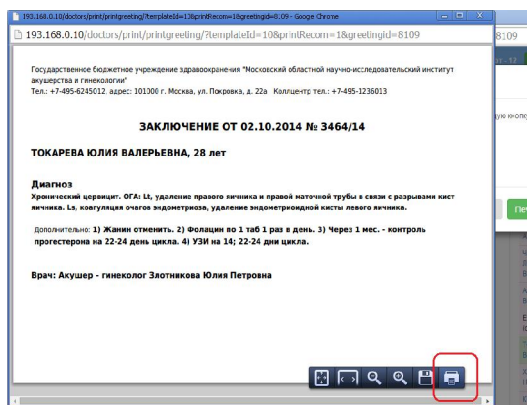 193.168.0.10/doctors/print/printgreeting/?templateId=10&printRecom=1&greetingid=8109 - Google Chrome
193.168.0.10/doctors/print/printgreeting/?templateId=10&printRecom=1&greetingid=8109
8109
Государственное бюджетное учреждение здравоохранения "Московский областной научно-исследовательский институт
акушерства и гинекологии"
Тел.: +7-495-6245012, адрес: 101000 г. Москва, ул. Покровка, д. 22а Коллцентр тел.: +7-495-1236013
ЗАКЛЮЧЕНИЕ ОТ 02.10.2014 № 3464/14
ТОКАРЕВА ЮЛИЯ ВАЛЕРЬЕВНА, 28 лет
Диагноз
Хронический цервицит. ОГА: Lt, удаление правого яичника и правой маточной трубы в связи с разрывами кист
яичника. Ls, коагуляция очагов эндометриоза, удаление эндометриоидной кисты левого яичника.
Дополнительно: 1) Жанин отменить. 2) Фолацин по 1 таб 1 раз в день. 3) Через 1 мес. - контроль
прогестерона на 22-24 день цикла. 4) УЗИ на 14; 22-24 дни цикла.
Врач: Акушер - гинеколог Злотникова Юлия Петровна